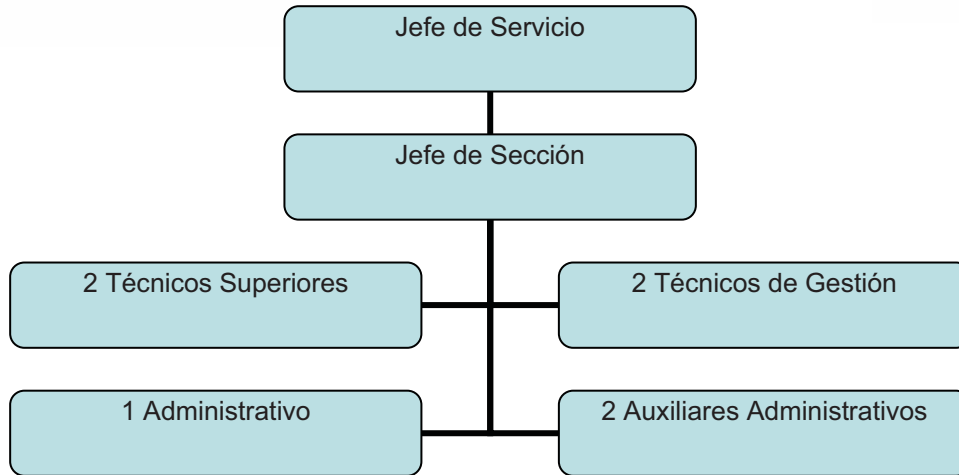 Jefe de Servicio
Jefe de Sección
2 Técnicos Superiores
2 Técnicos de Gestión
1 Administrativo
2 Auxiliares Administrativos